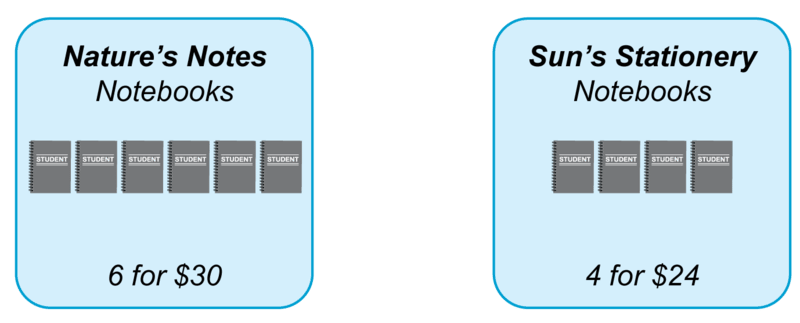 Nature's Notes
Notebooks
STUDENT STUDENT STUDENT STUDENT STUDENT STUDENT
6 for $30
Sun's Stationery
Notebooks
STUDENT STUDENT STUDENT STUDENT
4 for $24